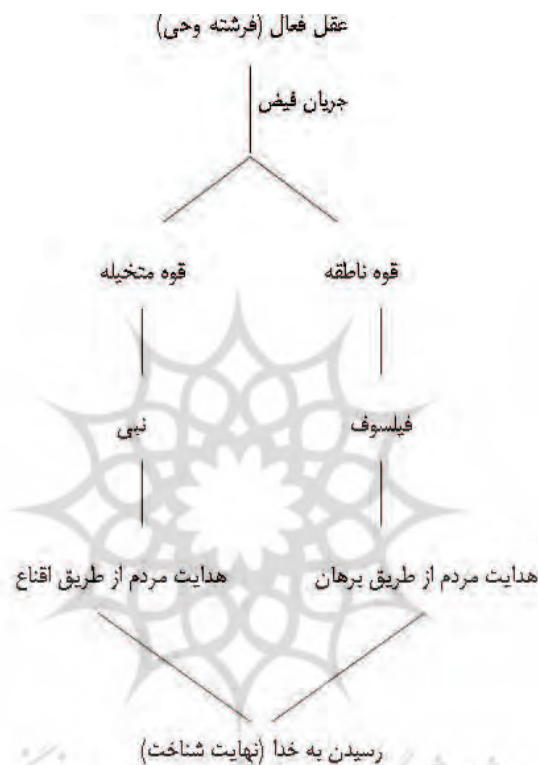 عقل فعال (فرشته وحی)
جریان فیض
قوه ناطقه
قوه متخیله
فیلسوف
نبی
هدایت مردم از طریق برهان
هدایت مردم از طریق اقناع
رسیدن به خدا (نهایت شناخت)